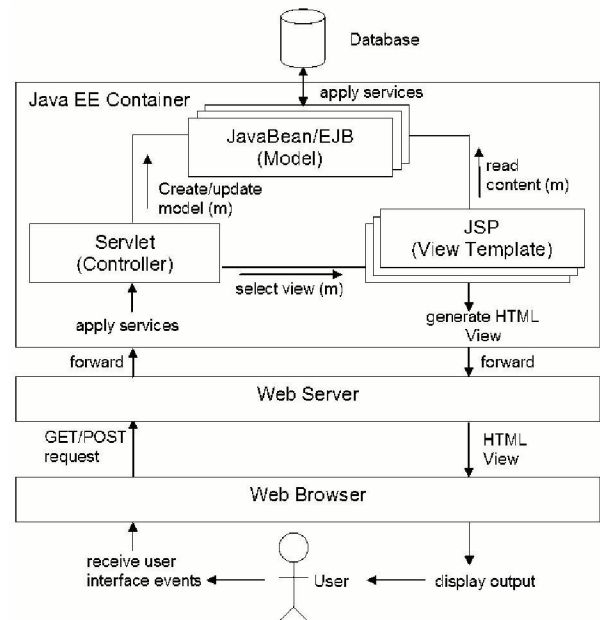 Database
apply services
Java EE Container
JavaBean/EJB
(Model)
Create/update
model (m)
read
content (m)
Servlet
(Controller)
JSP
(View Template)
select view (m)
apply services
generate HTML
View
forward
forward
Web Server
GET/POST
request
HTML
View
Web Browser
receive user
interface events
User
display output